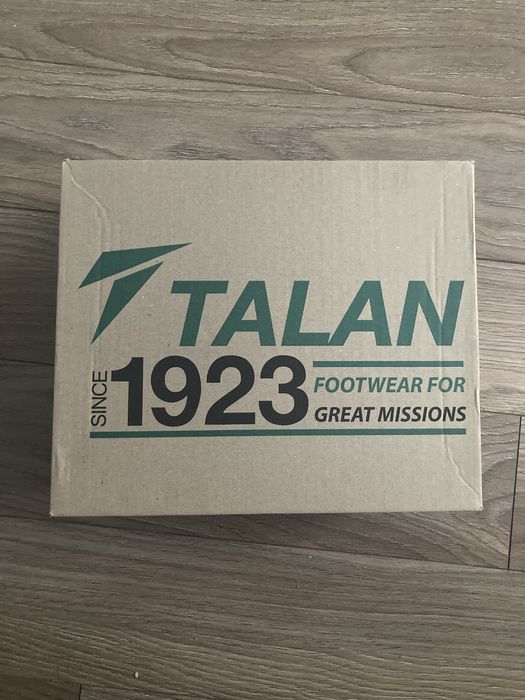 TALAN
SINCE 1923
FOOTWEAR FOR
GREAT MISSIONS